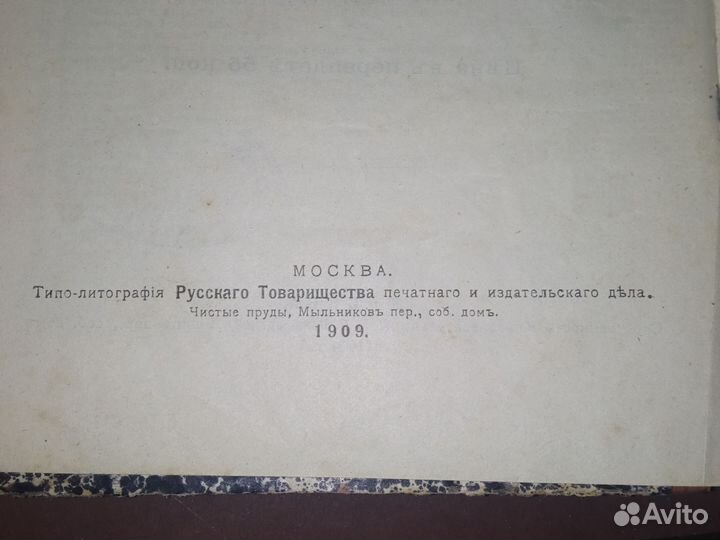 МОСКВА.
Типо-литографія Русскаго Товарищества печатнаго и издательскаго дѣла.
Чистые пруды, Мыльниковъ пер., соб. домъ.
1909.
Avito